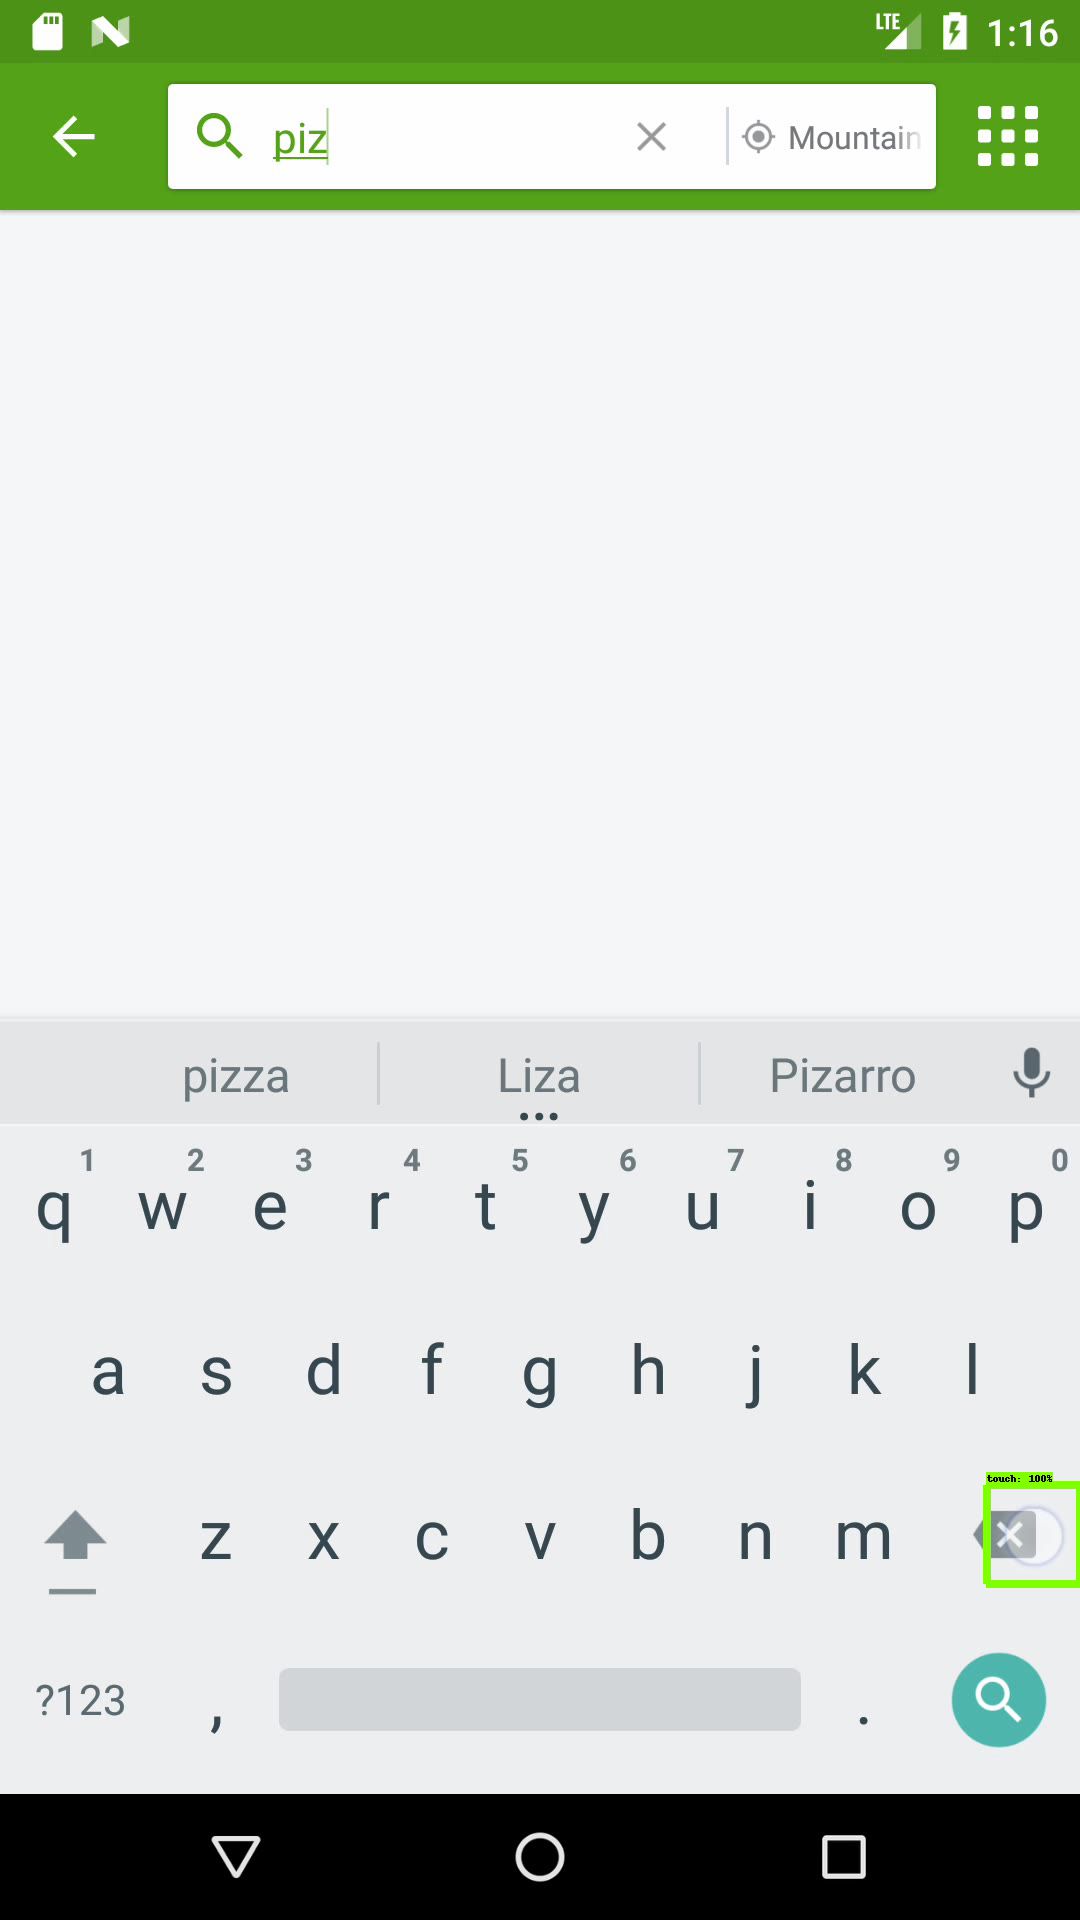 LTE 1:16
piz Mountain
pizza Liza Pizarro
1 2 3 4 5 6 7 8 9 0
q w e r t y u i o p
a s d f g h j k l
touch: 100%
z x c v b n m
?123 , .